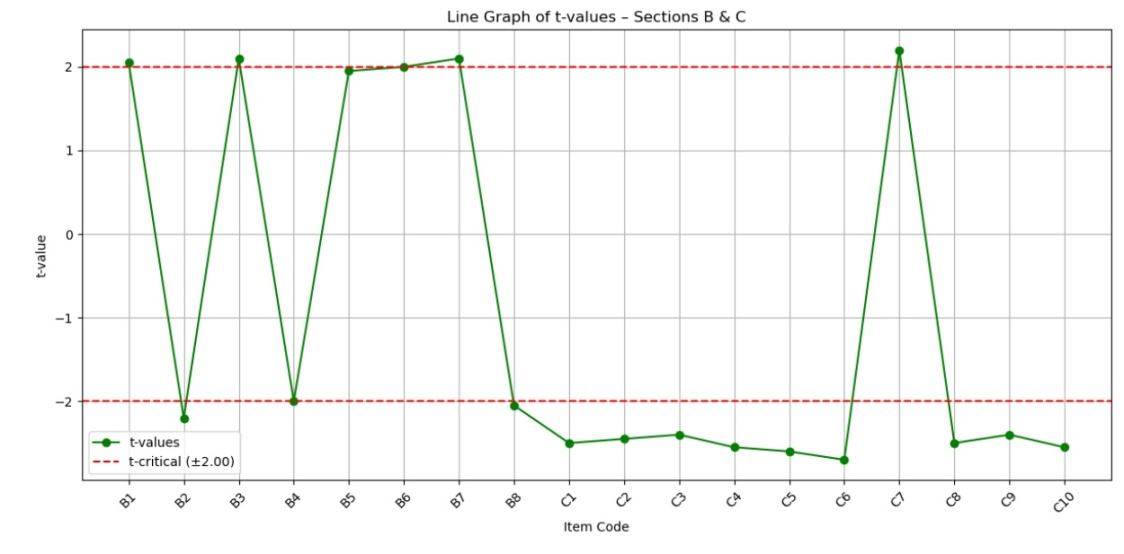 Line Graph of t-values – Sections B & C
t-value
2
1
0
−1
−2
t-values
t-critical (±2.00)
B1 B2 B3 B4 B5 B6 B7 B8 C1 C2 C3 C4 C5 C6 C7 C8 C9 C10
Item Code